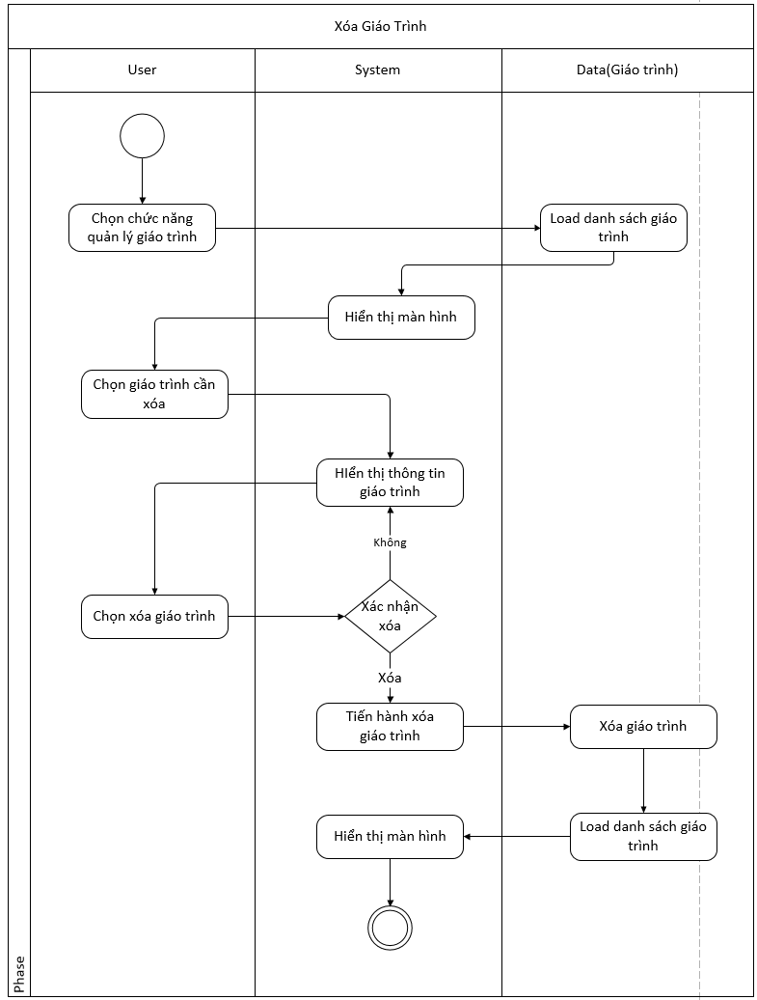 Xóa Giáo Trình
User
System
Data(Giáo trình)
Chọn chức năng
quản lý giáo trình
Load danh sách giáo
trình
Hiển thị màn hình
Chọn giáo trình cần
xóa
HIển thị thông tin
giáo trình
Không
Chọn xóa giáo trình
Xác nhận
xóa
Xóa
Tiến hành xóa
giáo trình
Xóa giáo trình
Hiển thị màn hình
Load danh sách giáo
trình
Phase